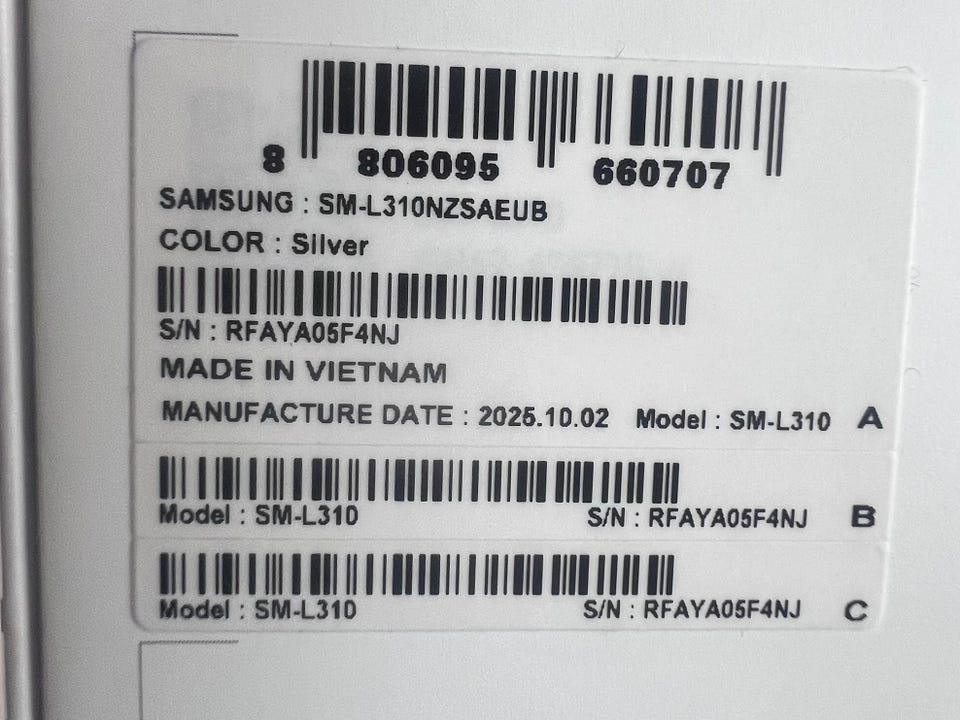 8 806095 660707
SAMSUNG : SM-L310NZSAEUB
COLOR : Silver
S/N : RFAYA05F4NJ
MADE IN VIETNAM
MANUFACTURE DATE : 2025.10.02 Model : SM-L310 A
Model : SM-L310 S/N : RFAYA05F4NJ B
Model : SM-L310 S/N : RFAYA05F4NJ C